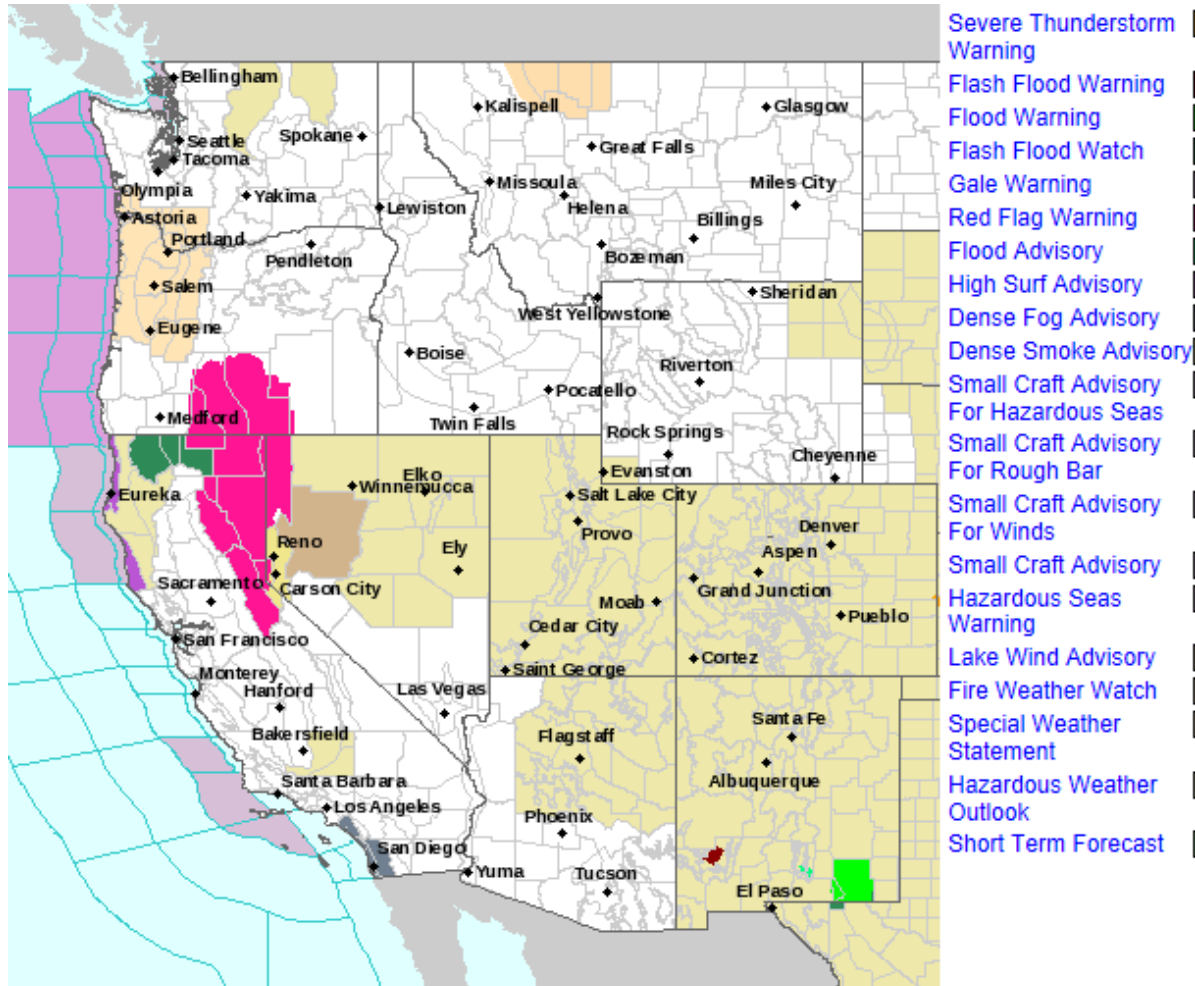 Bellingham
Seattle
Spokane
Tacoma
Olympia
Yakima
Astoria
Portland
Pendleton
Salem
Eugene
Medford
Kalispell
Glasgow
Great Falls
Missoula
Miles City
Helena
Lewiston
Billings
Bozeman
West Yellowstone
Sheridan
Boise
Riverton
Pocatello
Twin Falls
Rock Springs
Cheyenne
Evanston
Eureka
Elko
Winnemucca
Salt Lake City
Provo
Denver
Reno
Ely
Aspen
Sacramento
Carson City
Grand Junction
Moab
Pueblo
San Francisco
Cedar City
Cortez
Saint George
Monterey
Hanford
Las Vegas
Santa Fe
Bakersfield
Flagstaff
Albuquerque
Santa Barbara
Los Angeles
Phoenix
San Diego
Yuma
Tucson
El Paso
Severe Thunderstorm
Warning
Flash Flood Warning
Flood Warning
Flash Flood Watch
Gale Warning
Red Flag Warning
Flood Advisory
High Surf Advisory
Dense Fog Advisory
Dense Smoke Advisory
Small Craft Advisory
For Hazardous Seas
Small Craft Advisory
For Rough Bar
Small Craft Advisory
For Winds
Small Craft Advisory
Hazardous Seas
Warning
Lake Wind Advisory
Fire Weather Watch
Special Weather
Statement
Hazardous Weather
Outlook
Short Term Forecast